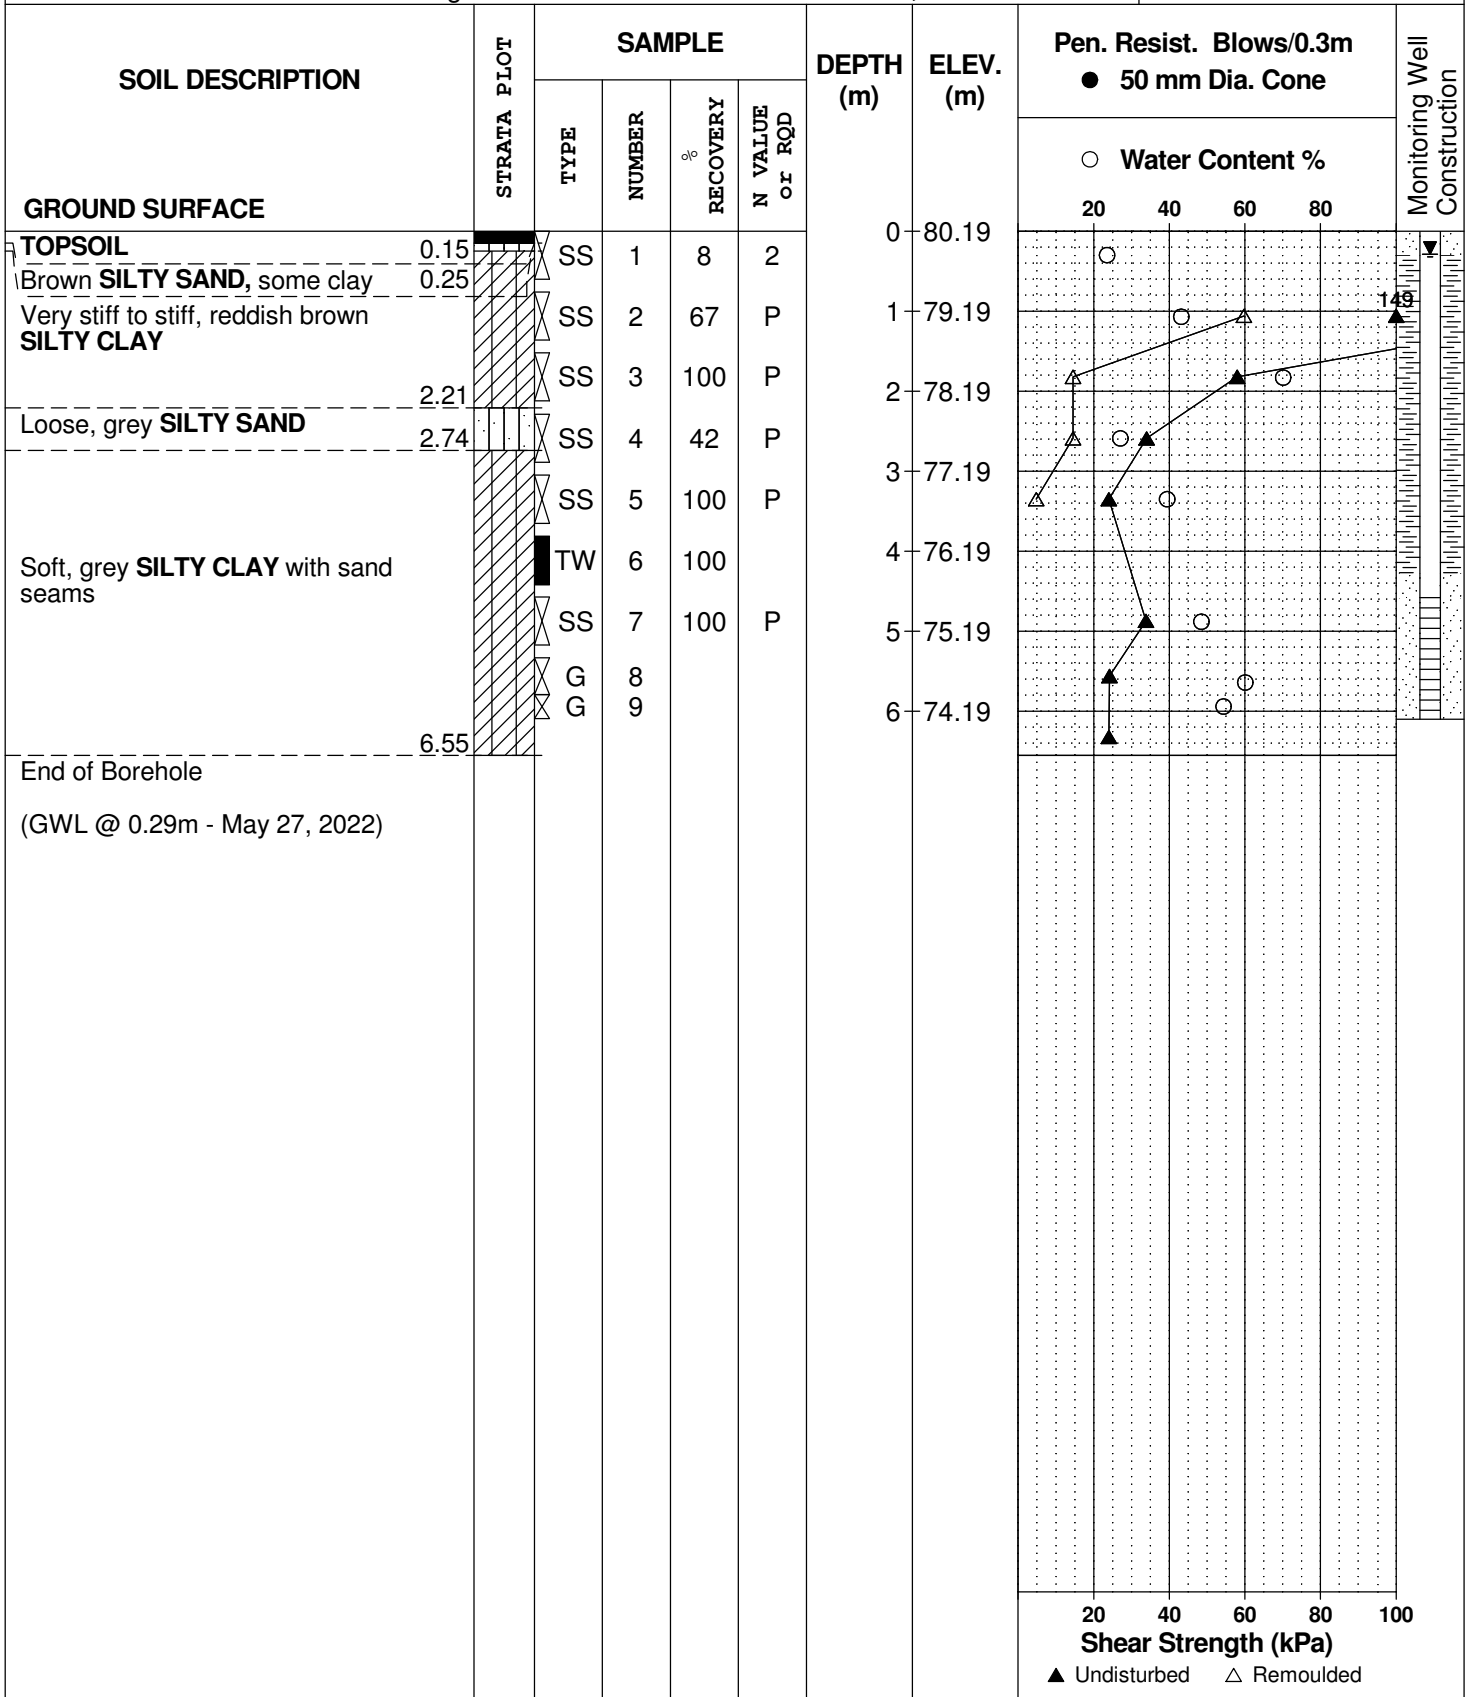 SOIL DESCRIPTION
GROUND SURFACE
STRATA PLOT
SAMPLE
TYPE
NUMBER
% RECOVERY
N VALUE or RQD
DEPTH (m)
ELEV. (m)
Pen. Resist. Blows/0.3m
● 50 mm Dia. Cone
○ Water Content %
20 40 60 80
Monitoring Well Construction
TOPSOIL 0.15
Brown SILTY SAND, some clay 0.25
Very stiff to stiff, reddish brown
SILTY CLAY
2.21
Loose, grey SILTY SAND
2.74
Soft, grey SILTY CLAY with sand
seams
6.55
End of Borehole
(GWL @ 0.29m - May 27, 2022)
SS 1 8 2
SS 2 67 P
SS 3 100 P
SS 4 42 P
SS 5 100 P
TW 6 100
SS 7 100 P
G 8
G 9
0 80.19
1 79.19
2 78.19
3 77.19
4 76.19
5 75.19
6 74.19
149
20 40 60 80 100
Shear Strength (kPa)
▲ Undisturbed △ Remoulded